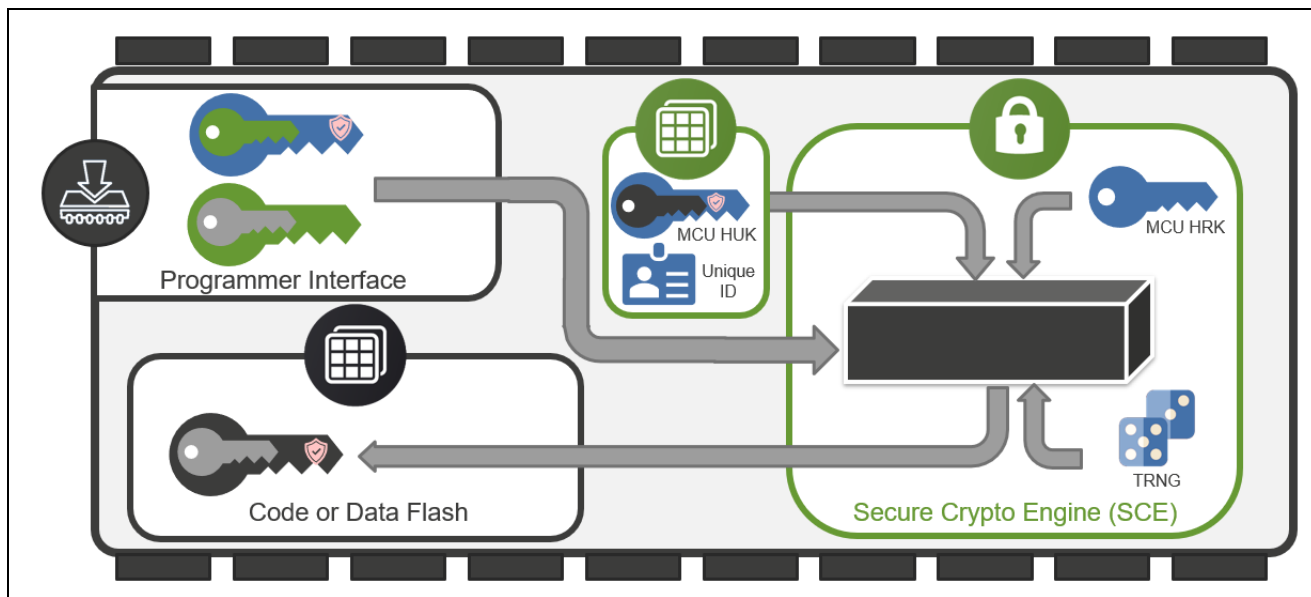 Programmer Interface
MCU HUK
Unique
ID
MCU HRK
TRNG
Code or Data Flash
Secure Crypto Engine (SCE)